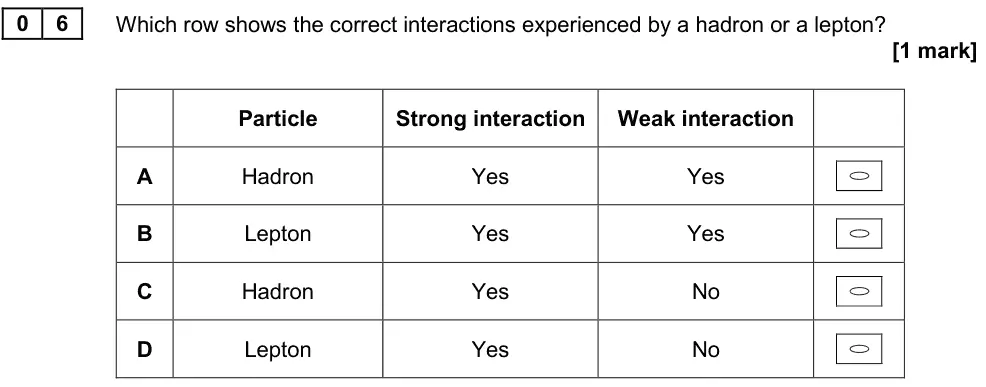 0 6 Which row shows the correct interactions experienced by a hadron or a lepton?
[1 mark]
Particle Strong interaction Weak interaction
A Hadron Yes Yes
B Lepton Yes Yes
C Hadron Yes No
D Lepton Yes No